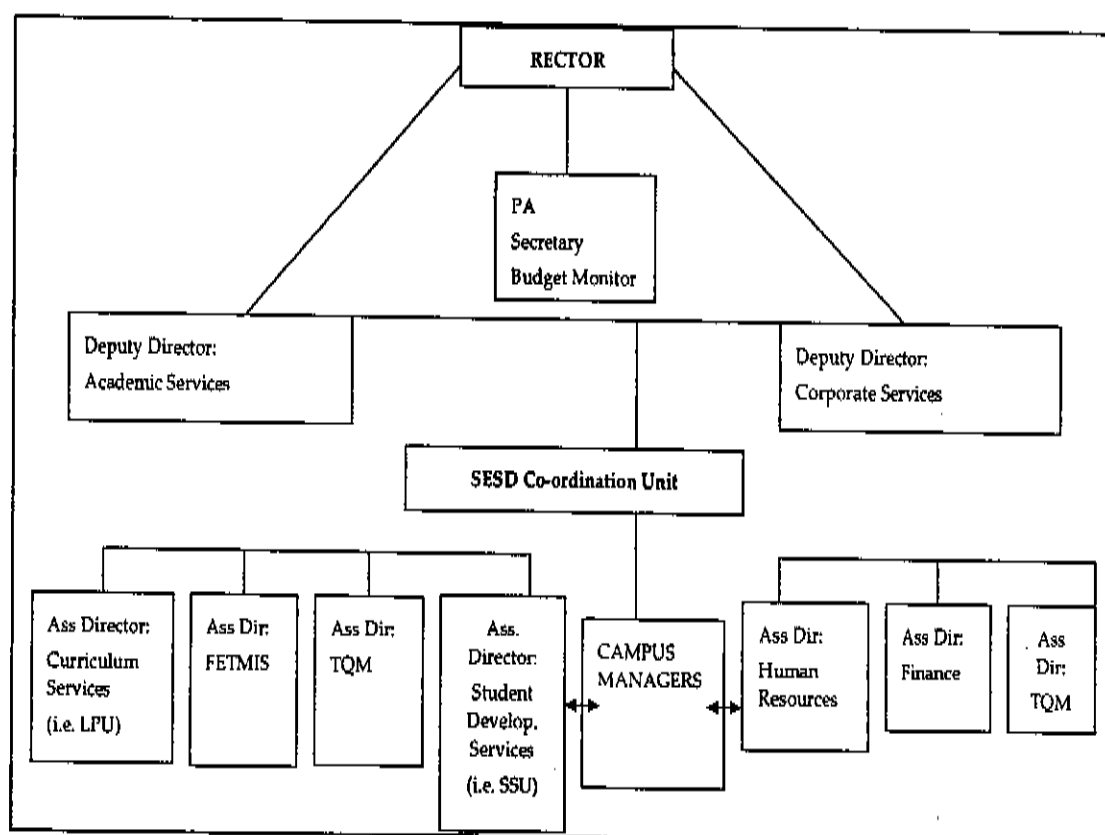 RECTOR
PA
Secretary
Budget Monitor
Deputy Director:
Academic Services
Deputy Director:
Corporate Services
SESD Co-ordination Unit
Ass Director:
Curriculum
Services
(i.e. LPU)
Ass Dir:
FETMIS
Ass Dir:
TQM
Ass.
Director:
Student
Develop.
Services
(i.e. SSU)
CAMPUS
MANAGERS
Ass Dir:
Human
Resources
Ass Dir:
Finance
Ass
Dir:
TQM